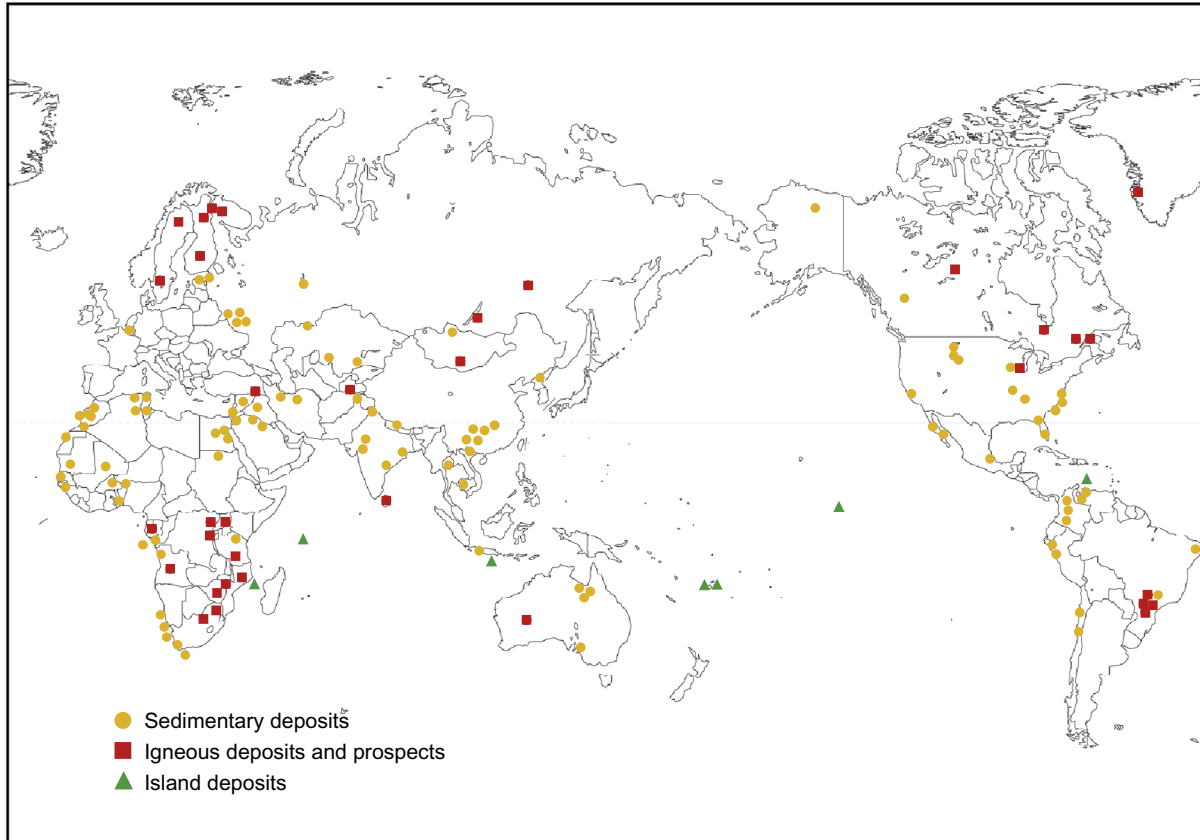 Sedimentary deposits
Igneous deposits and prospects
Island deposits